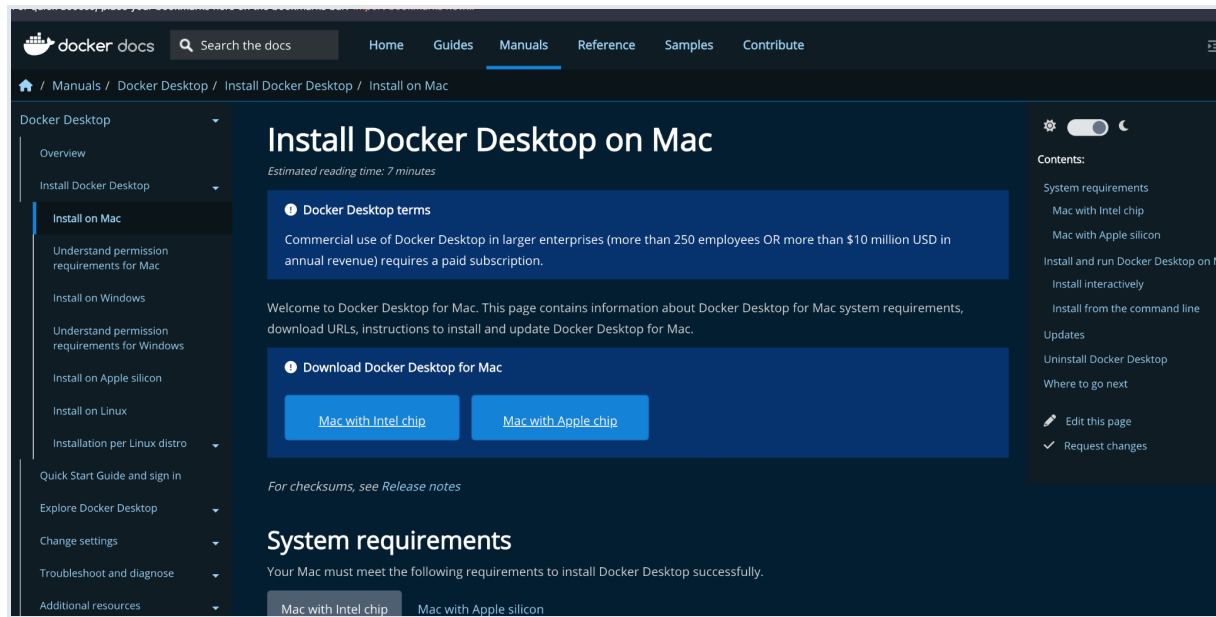 docker docs
Search the docs
Home
Guides
Manuals
Reference
Samples
Contribute
/ Manuals / Docker Desktop / Install Docker Desktop / Install on Mac
Docker Desktop
Overview
Install Docker Desktop
Install on Mac
Understand permission
requirements for Mac
Install on Windows
Understand permission
requirements for Windows
Install on Apple silicon
Install on Linux
Installation per Linux distro
Quick Start Guide and sign in
Explore Docker Desktop
Change settings
Troubleshoot and diagnose
Additional resources
Install Docker Desktop on Mac
Estimated reading time: 7 minutes
Docker Desktop terms
Commercial use of Docker Desktop in larger enterprises (more than 250 employees OR more than $10 million USD in
annual revenue) requires a paid subscription.
Welcome to Docker Desktop for Mac. This page contains information about Docker Desktop for Mac system requirements,
download URLs, instructions to install and update Docker Desktop for Mac.
Download Docker Desktop for Mac
Mac with Intel chip
Mac with Apple chip
For checksums, see Release notes
System requirements
Your Mac must meet the following requirements to install Docker Desktop successfully.
Mac with Intel chip
Mac with Apple silicon
Contents:
System requirements
Mac with Intel chip
Mac with Apple silicon
Install and run Docker Desktop on
Install interactively
Install from the command line
Updates
Uninstall Docker Desktop
Where to go next
Edit this page
Request changes